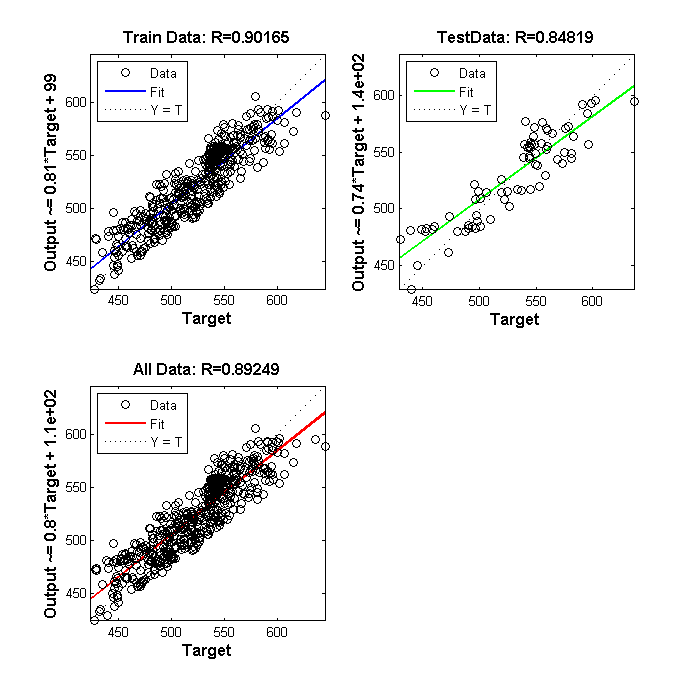 Train Data: R=0.90165
Data
Fit
Y = T
Output ~= 0.81*Target + 99
600
550
500
450
450 500 550 600
Target
TestData: R=0.84819
Data
Fit
Y = T
Output ~= 0.74*Target + 1.4e+02
600
550
500
450
450 500 550 600
Target
All Data: R=0.89249
Data
Fit
Y = T
Output ~= 0.8*Target + 1.1e+02
600
550
500
450
450 500 550 600
Target